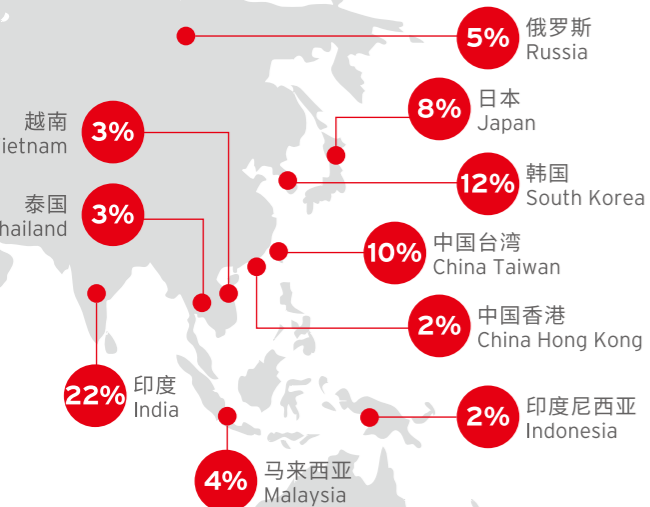 5%
俄罗斯
Russia
8%
日本
Japan
越南
ietnam
3%
12%
韩国
South Korea
泰国
hailand
3%
10%
中国台湾
China Taiwan
2%
中国香港
China Hong Kong
22%
印度
India
2%
印度尼西亚
Indonesia
4%
马来西亚
Malaysia